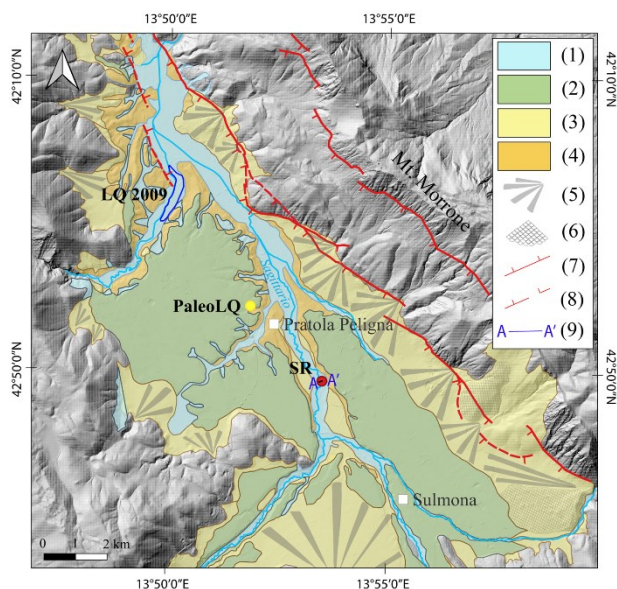 13°50'0"E 13°55'0"E
42°10'0"N 42°10'0"N
(1)
(2)
(3)
(4)
(5)
(6)
(7)
(8)
A A' (9)
Mt. Morrone
LQ 2009
Sagittario
PaleoLQ
Pratola Peligna
SR
A A'
42°50'0"N 42°50'0"N
Sulmona
0 1 2 km
13°50'0"E 13°55'0"E